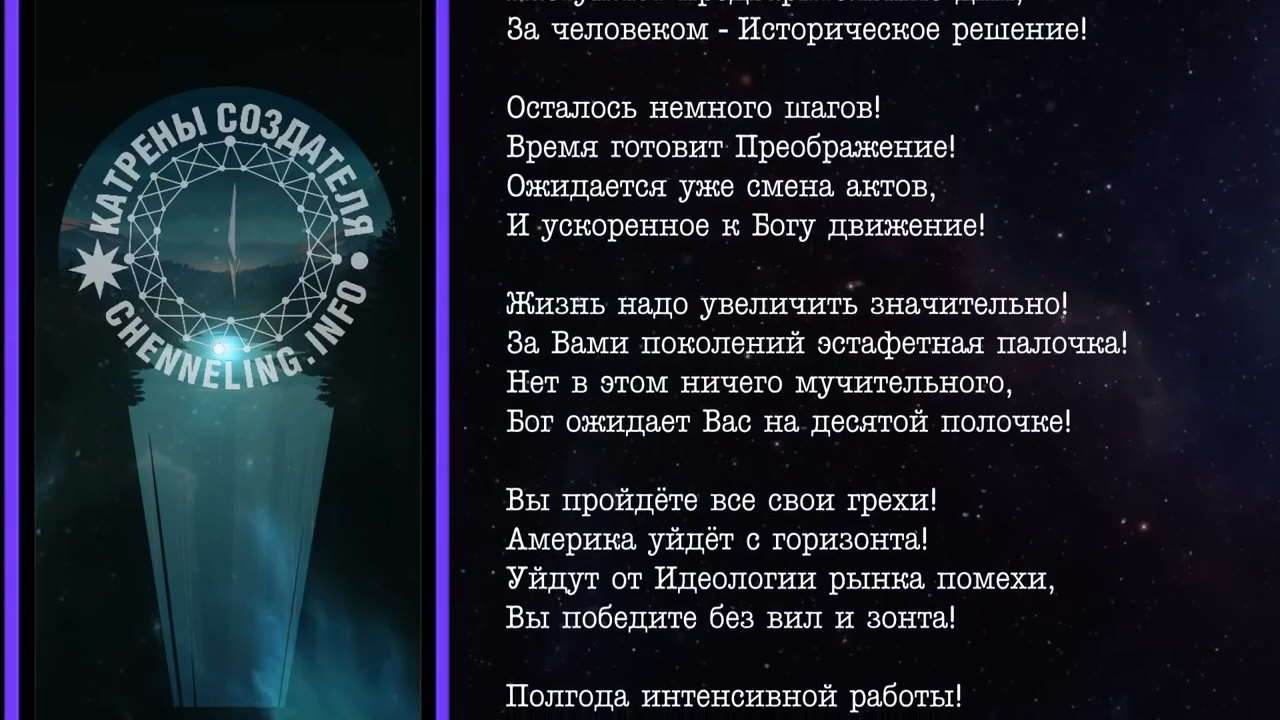 КАТРЕНЫ СОЗДАТЕЛЯ
CHENNELING.INFO
За человеком - Историческое решение!
Осталось немного шагов!
Время готовит Преображение!
Ожидается уже смена актов,
И ускоренное к Богу движение!
Жизнь надо увеличить значительно!
За Вами поколений эстафетная палочка!
Нет в этом ничего мучительного,
Бог ожидает Вас на десятой полочке!
Вы пройдёте все свои грехи!
Америка уйдёт с горизонта!
Уйдут от Идеологии рынка помехи,
Вы победите без вил и зонта!
Полгода интенсивной работы!